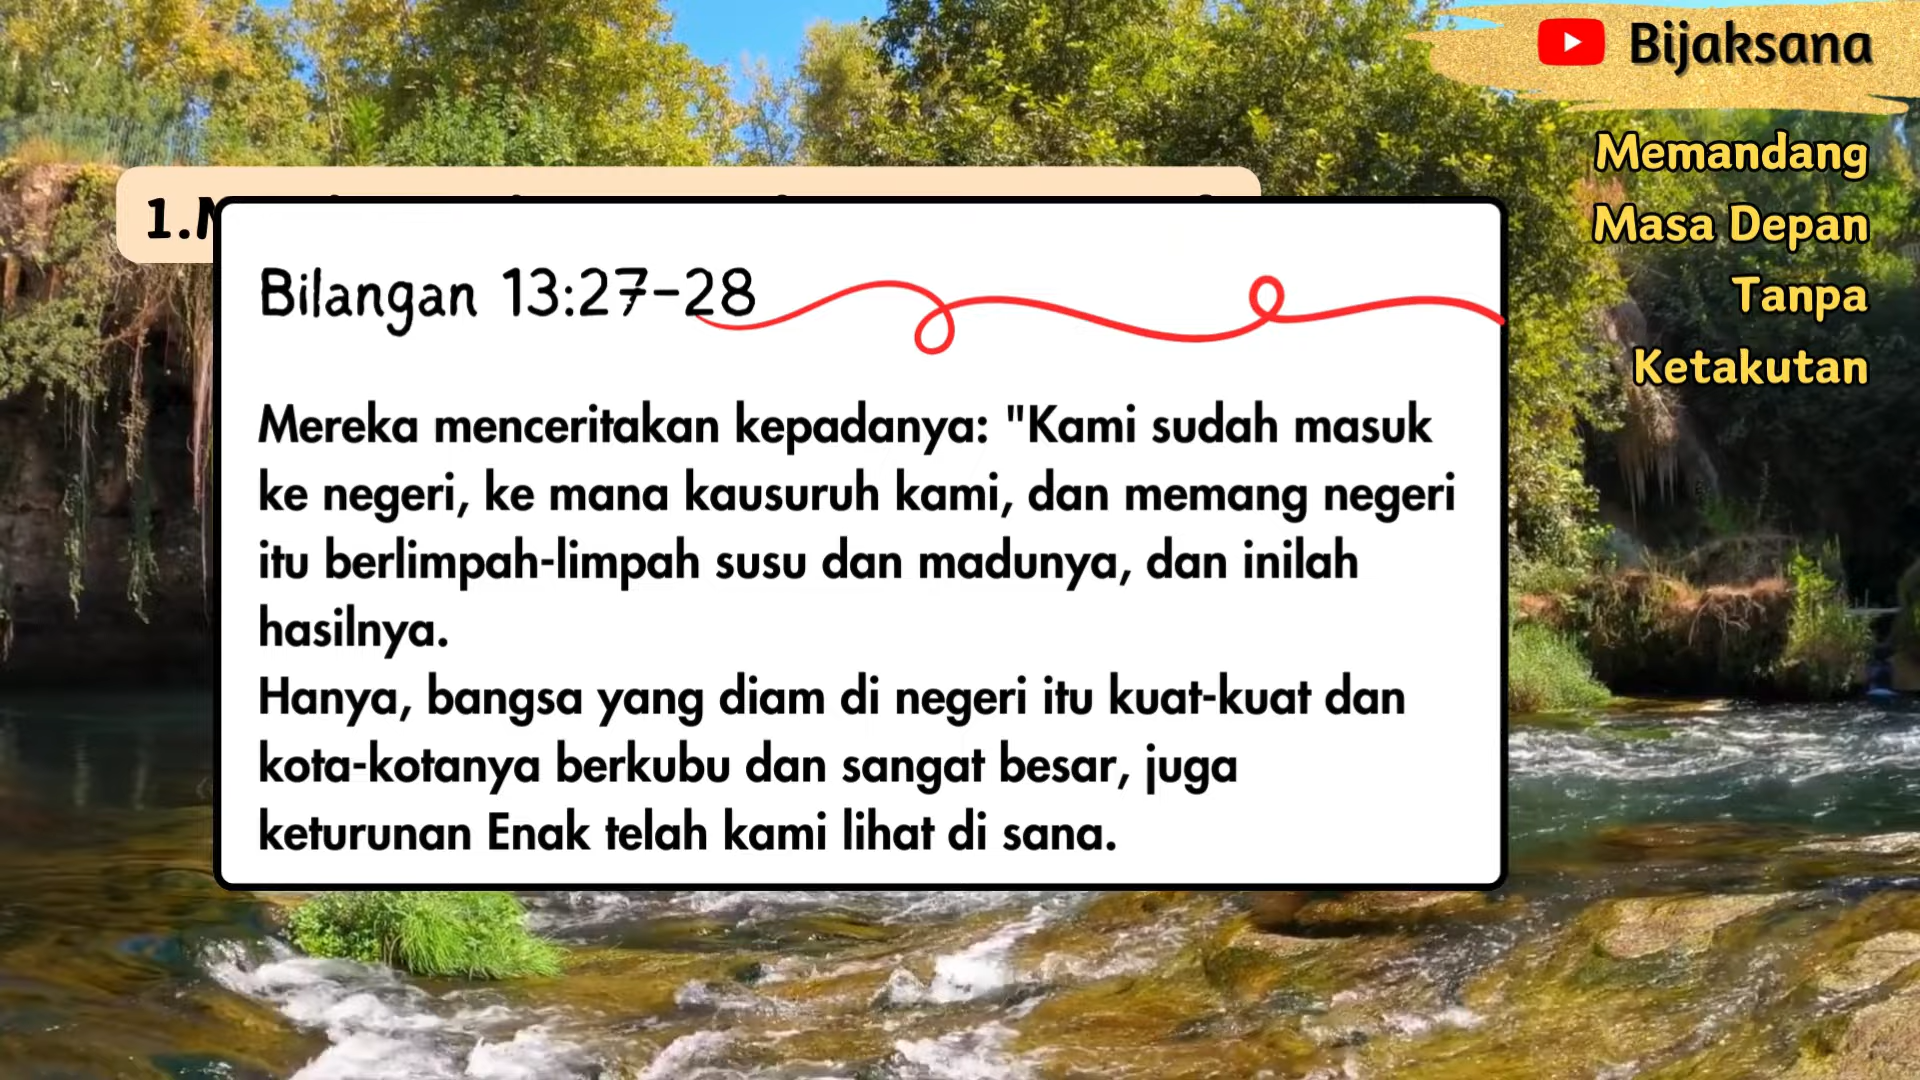 Bijaksana
Memandang
Masa Depan
Tanpa
Ketakutan
1.
Bilangan 13:27-28
Mereka menceritakan kepadanya: "Kami sudah masuk
ke negeri, ke mana kausuruh kami, dan memang negeri
itu berlimpah-limpah susu dan madunya, dan inilah
hasilnya.
Hanya, bangsa yang diam di negeri itu kuat-kuat dan
kota-kotanya berkubu dan sangat besar, juga
keturunan Enak telah kami lihat di sana.